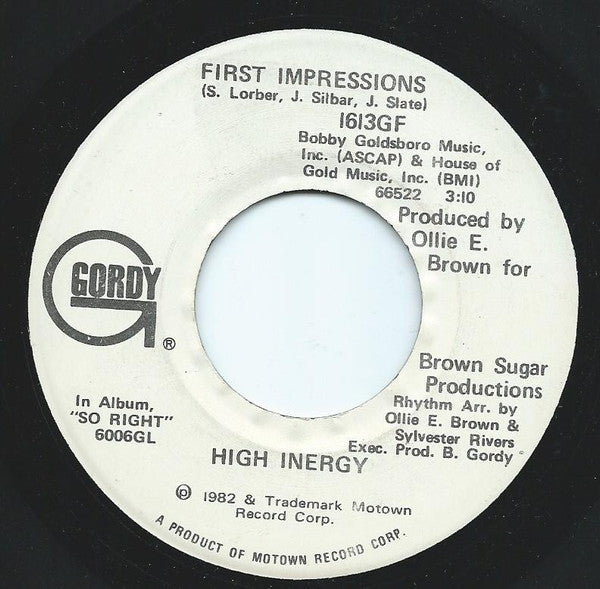 FIRST IMPRESSIONS
(S. Lorber, J. Silbar, J. Slate)
1613GF
Bobby Goldsboro Music,
Inc. (ASCAP) & House of
Gold Music, Inc. (BMI)
66522 3:10
Produced by
Ollie E.
Brown for
GORDY
®
Brown Sugar
Productions
Rhythm Arr. by
Ollie E. Brown &
Sylvester Rivers
Exec. Prod. B. Gordy
In Album,
"SO RIGHT"
6006GL
HIGH INERGY
℗ 1982 & Trademark Motown
Record Corp.
A PRODUCT OF MOTOWN RECORD CORP.